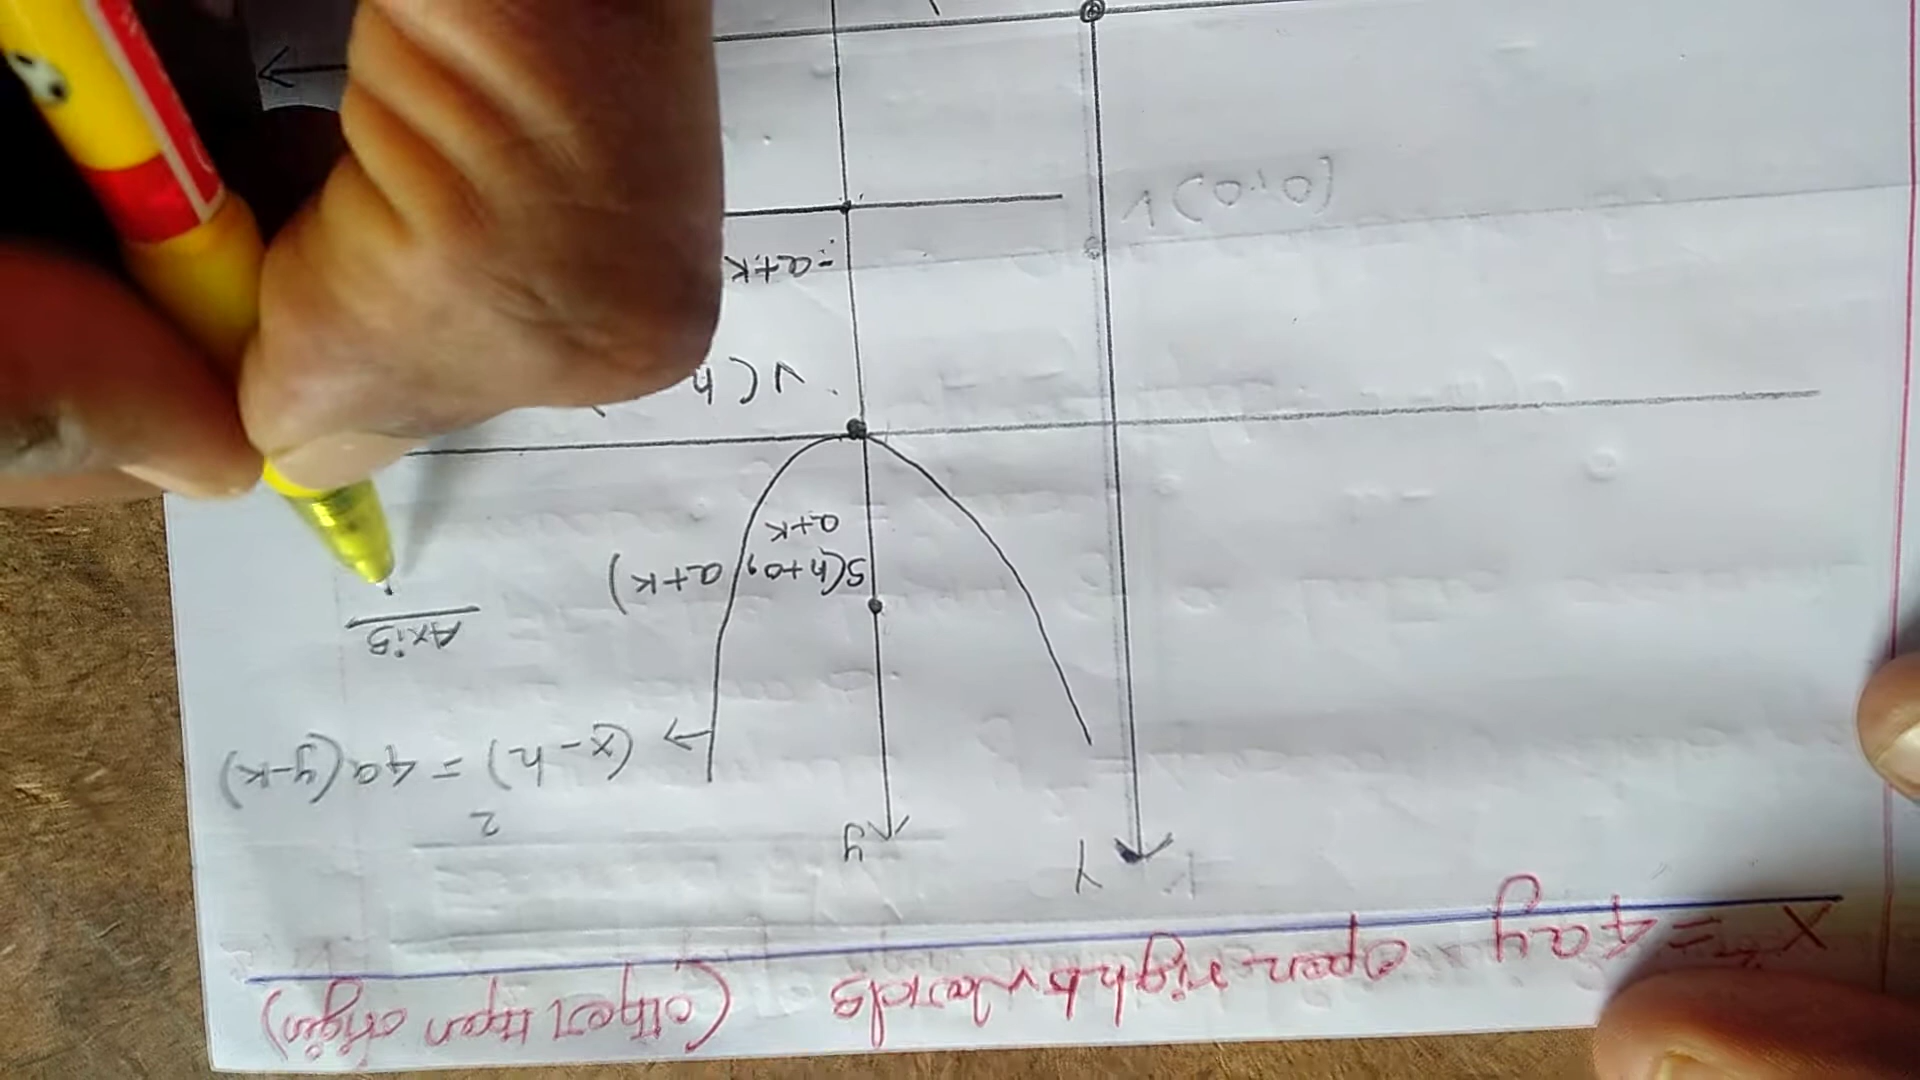 x² = 4ay open rightwards (other than origin)
Y
y
(x-h)² = 4a(y-k)
Axis
S(h+0, a+k)
a+k
V(h
= a+k
V(0,0)